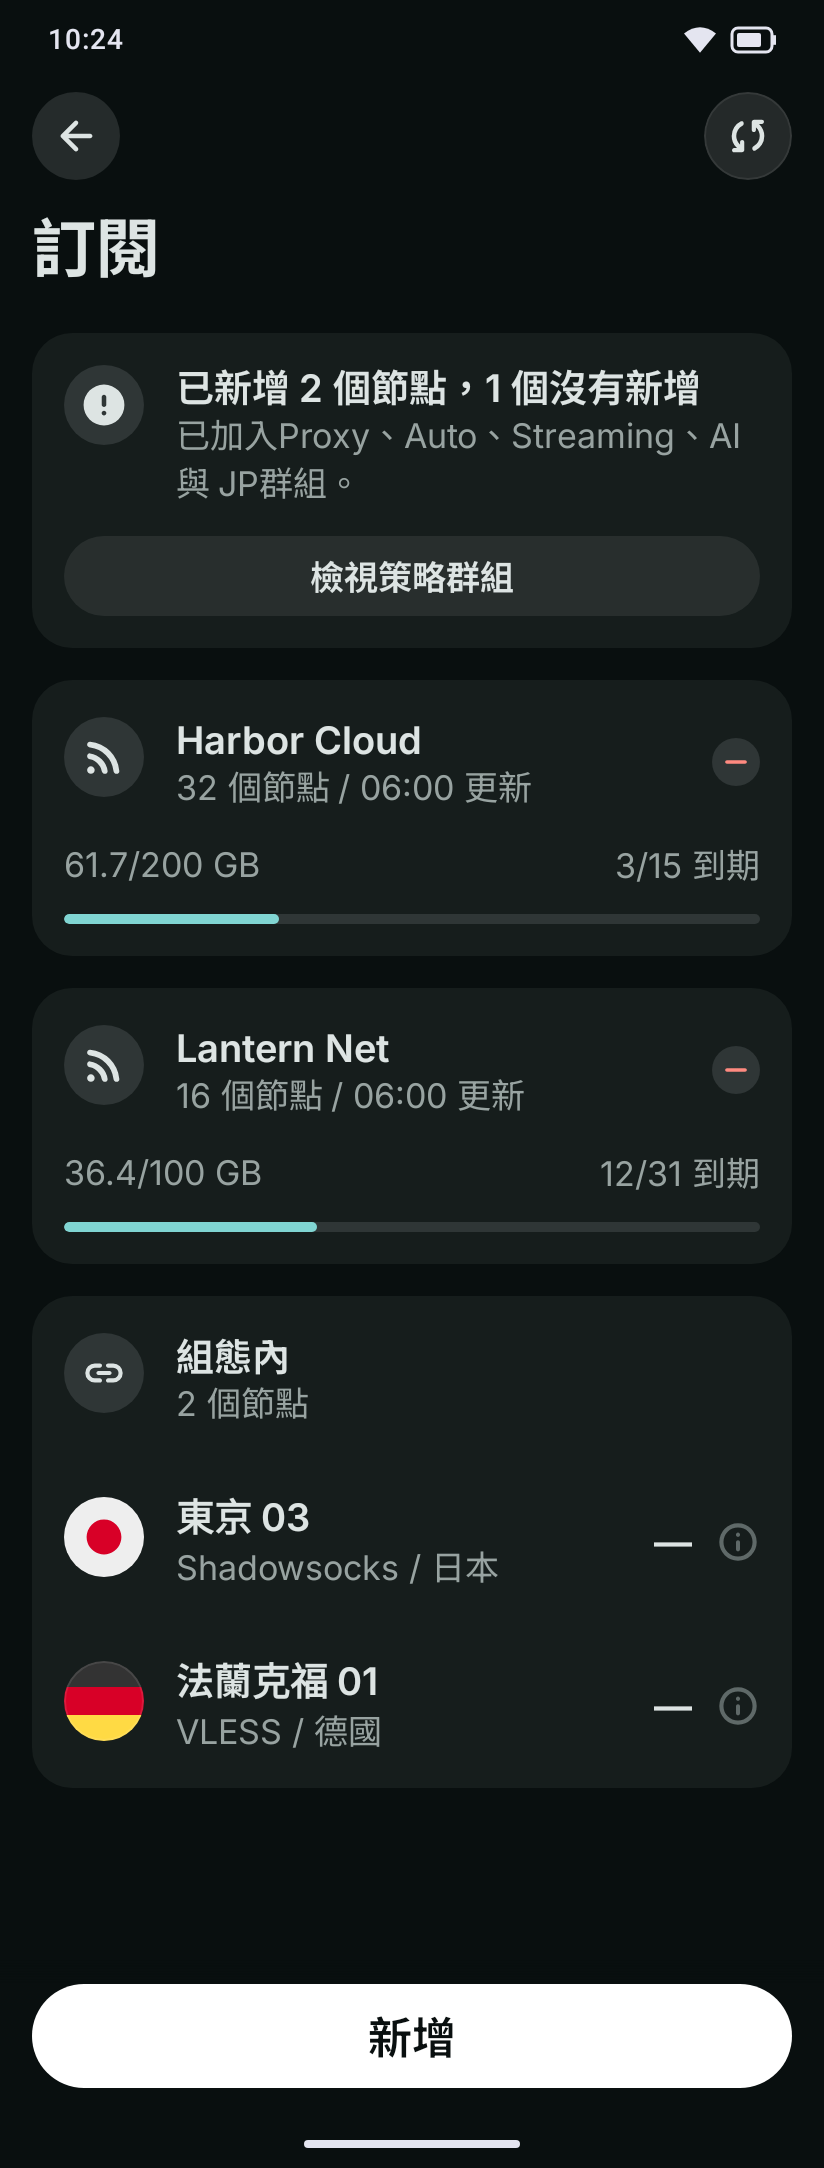 10:24
訂閱
已新增 2 個節點，1 個沒有新增
已加入Proxy、Auto、Streaming、AI
與 JP群組。
檢視策略群組
Harbor Cloud
32 個節點 / 06:00 更新
61.7/200 GB
3/15 到期
Lantern Net
16 個節點 / 06:00 更新
36.4/100 GB
12/31 到期
組態內
2 個節點
東京 03
Shadowsocks / 日本
—
法蘭克福 01
VLESS / 德國
—
新增